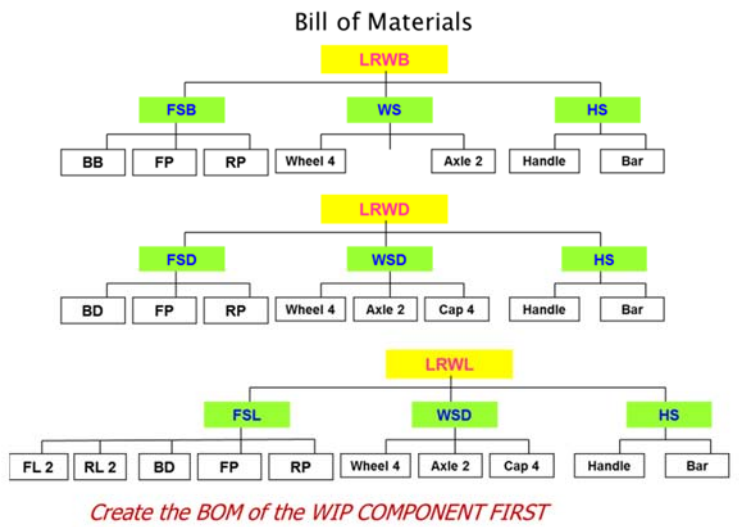 Bill of Materials
LRWB
FSB WS HS
BB FP RP Wheel 4 Axle 2 Handle Bar
LRWD
FSD WSD HS
BD FP RP Wheel 4 Axle 2 Cap 4 Handle Bar
LRWL
FSL WSD HS
FL 2 RL 2 BD FP RP Wheel 4 Axle 2 Cap 4 Handle Bar
Create the BOM of the WIP COMPONENT FIRST